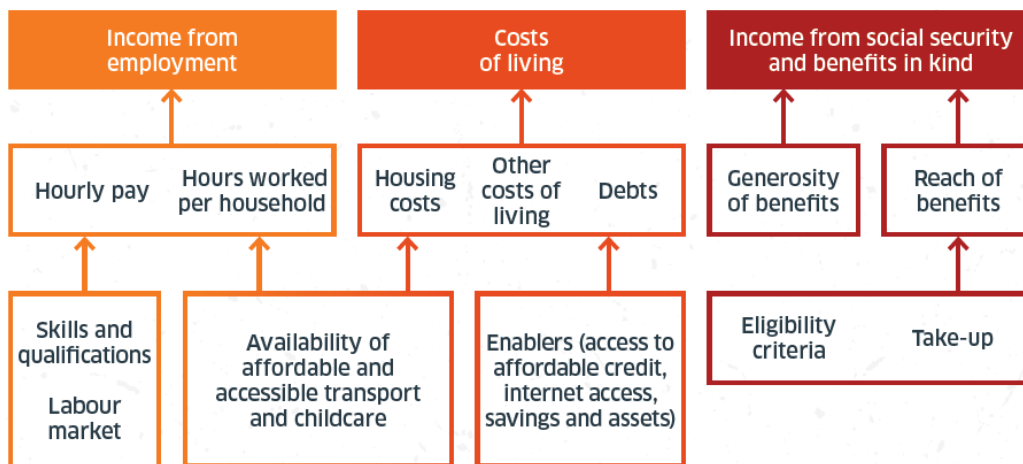 Income from
employment
Costs
of living
Income from social security
and benefits in kind
Hourly pay
Hours worked
per household
Housing
costs
Other
costs of
living
Debts
Generosity
of benefits
Reach of
benefits
Skills and
qualifications
Labour
market
Availability of
affordable and
accessible transport
and childcare
Enablers (access to
affordable credit,
internet access,
savings and assets)
Eligibility
criteria
Take-up